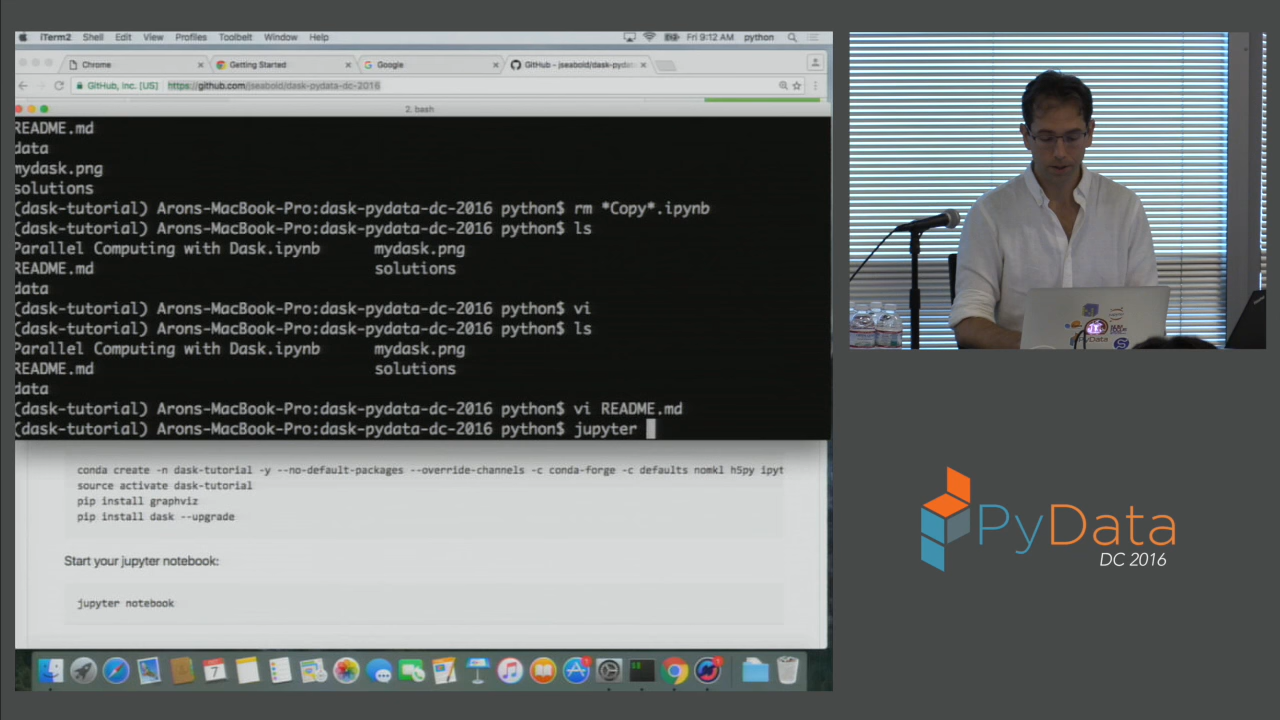 iTerm2 Shell Edit View Profiles Toolbelt Window Help Fri 9:12 AM python
Chrome Getting Started Google GitHub - jseabold/dask-pydat
GitHub, Inc. [US] https://github.com/jseabold/dask-pydata-dc-2016
2. bash
README.md
data
mydask.png
solutions
(dask-tutorial) Arons-MacBook-Pro:dask-pydata-dc-2016 python$ rm *Copy*.ipynb
(dask-tutorial) Arons-MacBook-Pro:dask-pydata-dc-2016 python$ ls
Parallel Computing with Dask.ipynb mydask.png
README.md solutions
data
(dask-tutorial) Arons-MacBook-Pro:dask-pydata-dc-2016 python$ vi
(dask-tutorial) Arons-MacBook-Pro:dask-pydata-dc-2016 python$ ls
Parallel Computing with Dask.ipynb mydask.png
README.md solutions
data
(dask-tutorial) Arons-MacBook-Pro:dask-pydata-dc-2016 python$ vi README.md
(dask-tutorial) Arons-MacBook-Pro:dask-pydata-dc-2016 python$ jupyter
conda create -n dask-tutorial -y --no-default-packages --override-channels -c conda-forge -c defaults nomkl h5py ipyt
source activate dask-tutorial
pip install graphviz
pip install dask --upgrade
Start your jupyter notebook:
jupyter notebook
7
PyData
PyData
DC 2016